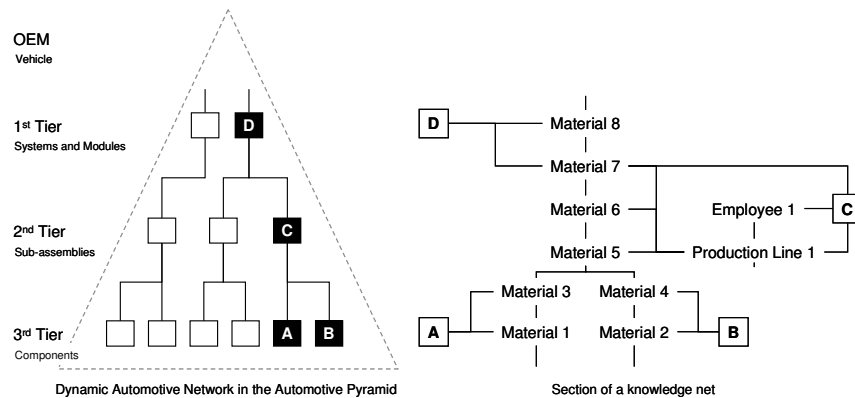 OEM
Vehicle
1st Tier
Systems and Modules
D
2nd Tier
Sub-assemblies
C
3rd Tier
Components
A B
Dynamic Automotive Network in the Automotive Pyramid
D Material 8
Material 7
Material 6 Employee 1 C
Material 5 Production Line 1
Material 3 Material 4
A Material 1 Material 2 B
Section of a knowledge net